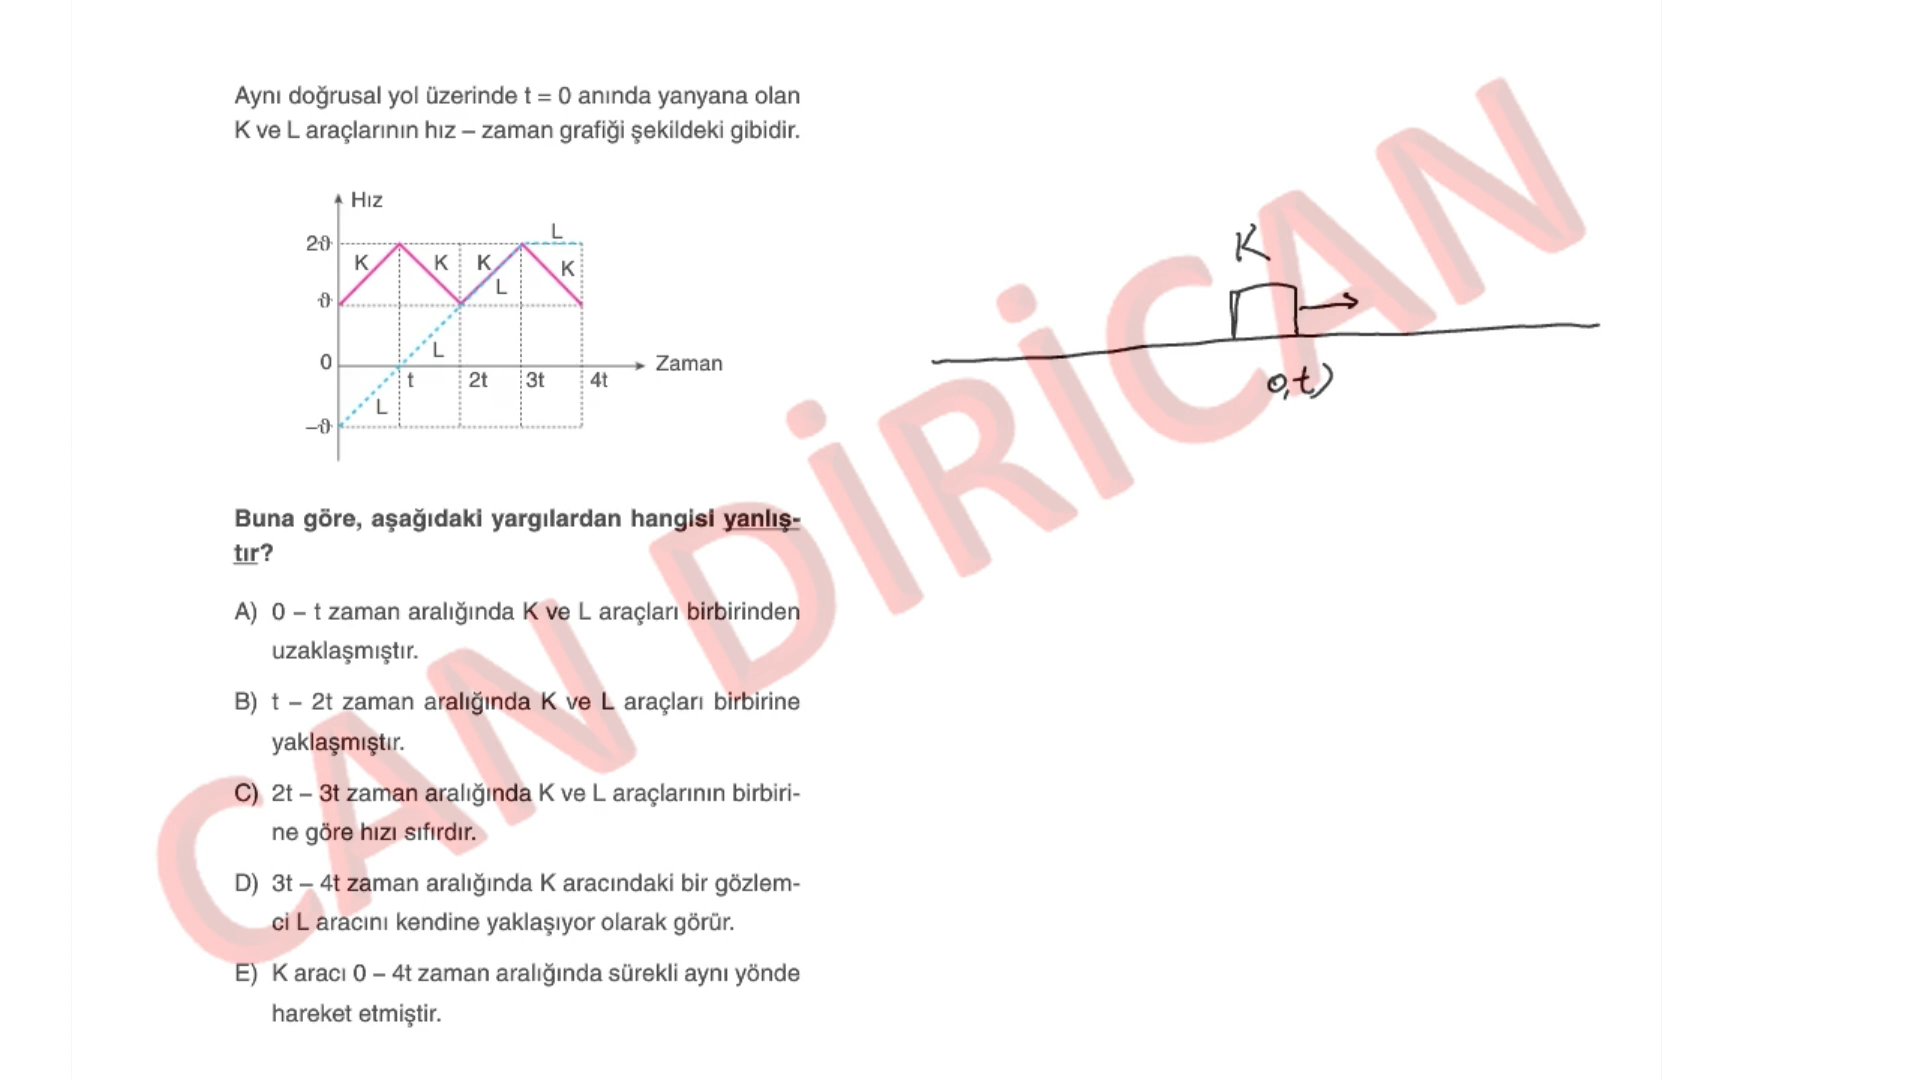 Aynı doğrusal yol üzerinde t = 0 anında yanyana olan
K ve L araçlarının hız – zaman grafiği şekildeki gibidir.
Hız
2ϑ
ϑ
0
–ϑ
K
K
K
K
L
L
L
L
t
2t
3t
4t
Zaman
K
0,t)
Buna göre, aşağıdaki yargılardan hangisi yanlış-
tır?
A) 0 – t zaman aralığında K ve L araçları birbirinden
uzaklaşmıştır.
B) t – 2t zaman aralığında K ve L araçları birbirine
yaklaşmıştır.
C) 2t – 3t zaman aralığında K ve L araçlarının birbiri-
ne göre hızı sıfırdır.
D) 3t – 4t zaman aralığında K aracındaki bir gözlem-
ci L aracını kendine yaklaşıyor olarak görür.
E) K aracı 0 – 4t zaman aralığında sürekli aynı yönde
hareket etmiştir.
CAN DİRİCAN